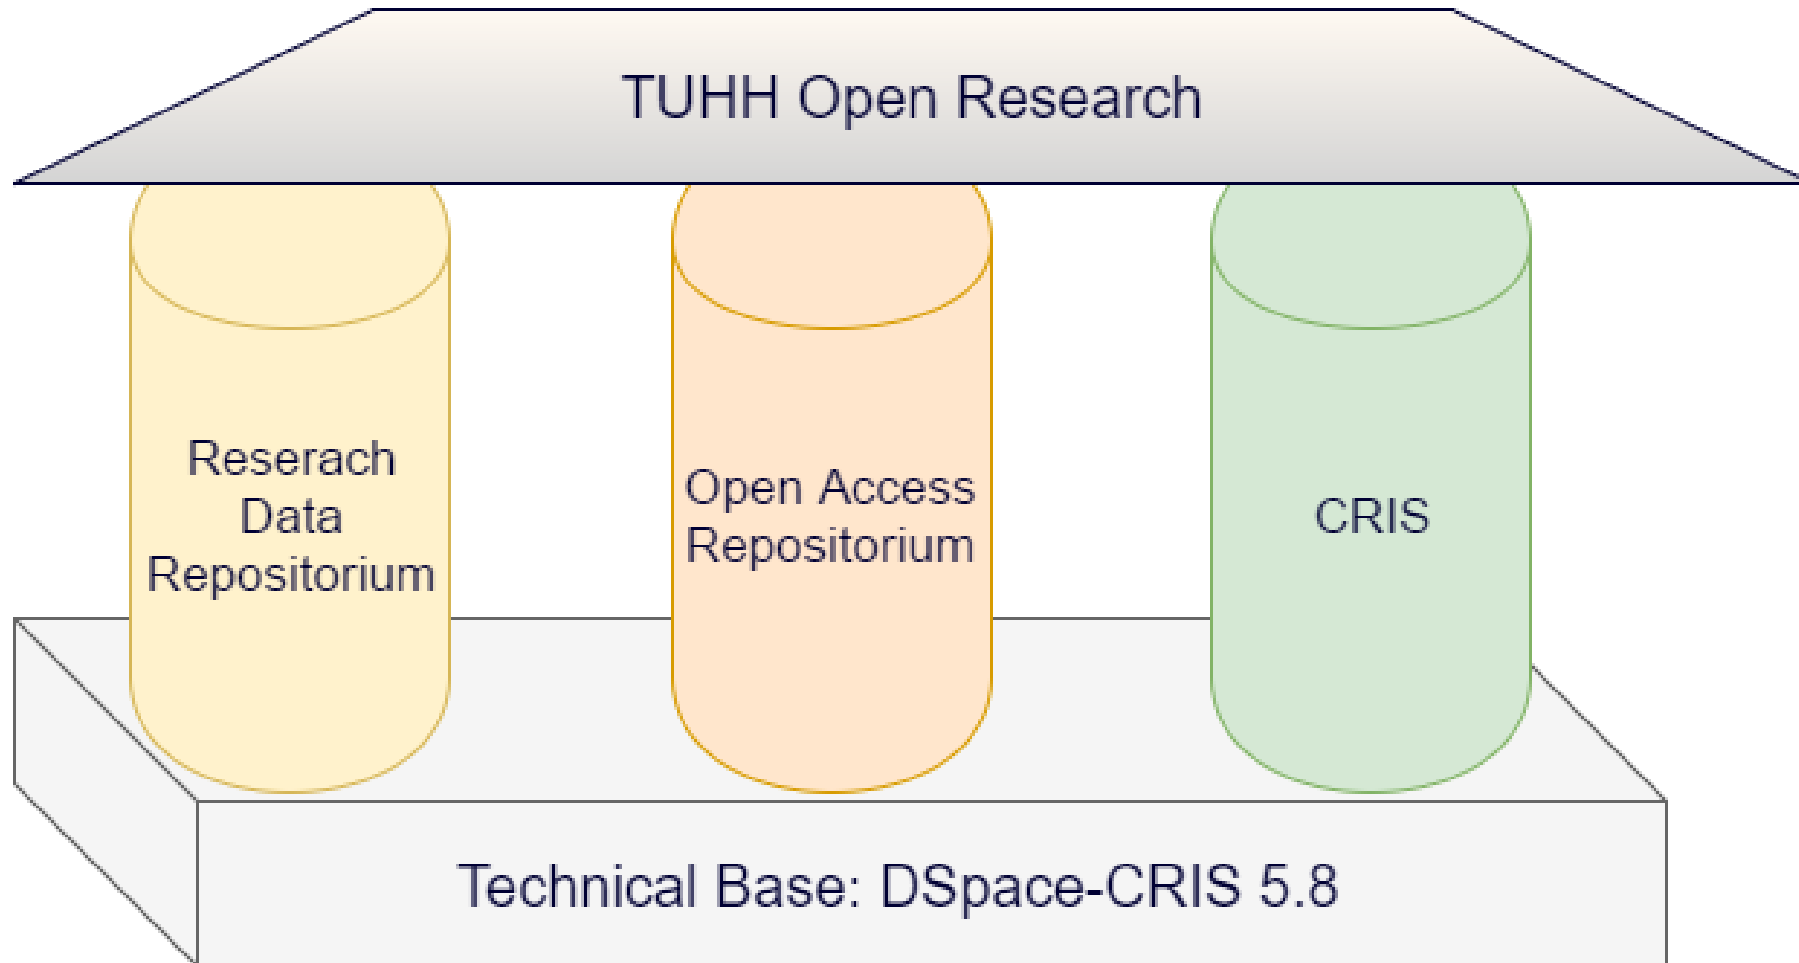 TUHH Open Research
Reserach
Data
Repositorium
Open Access
Repositorium
CRIS
Technical Base: DSpace-CRIS 5.8